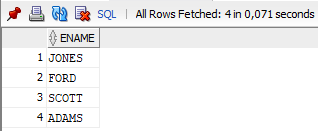 SQL | All Rows Fetched: 4 in 0,071 seconds
ENAME
1 JONES
2 FORD
3 SCOTT
4 ADAMS